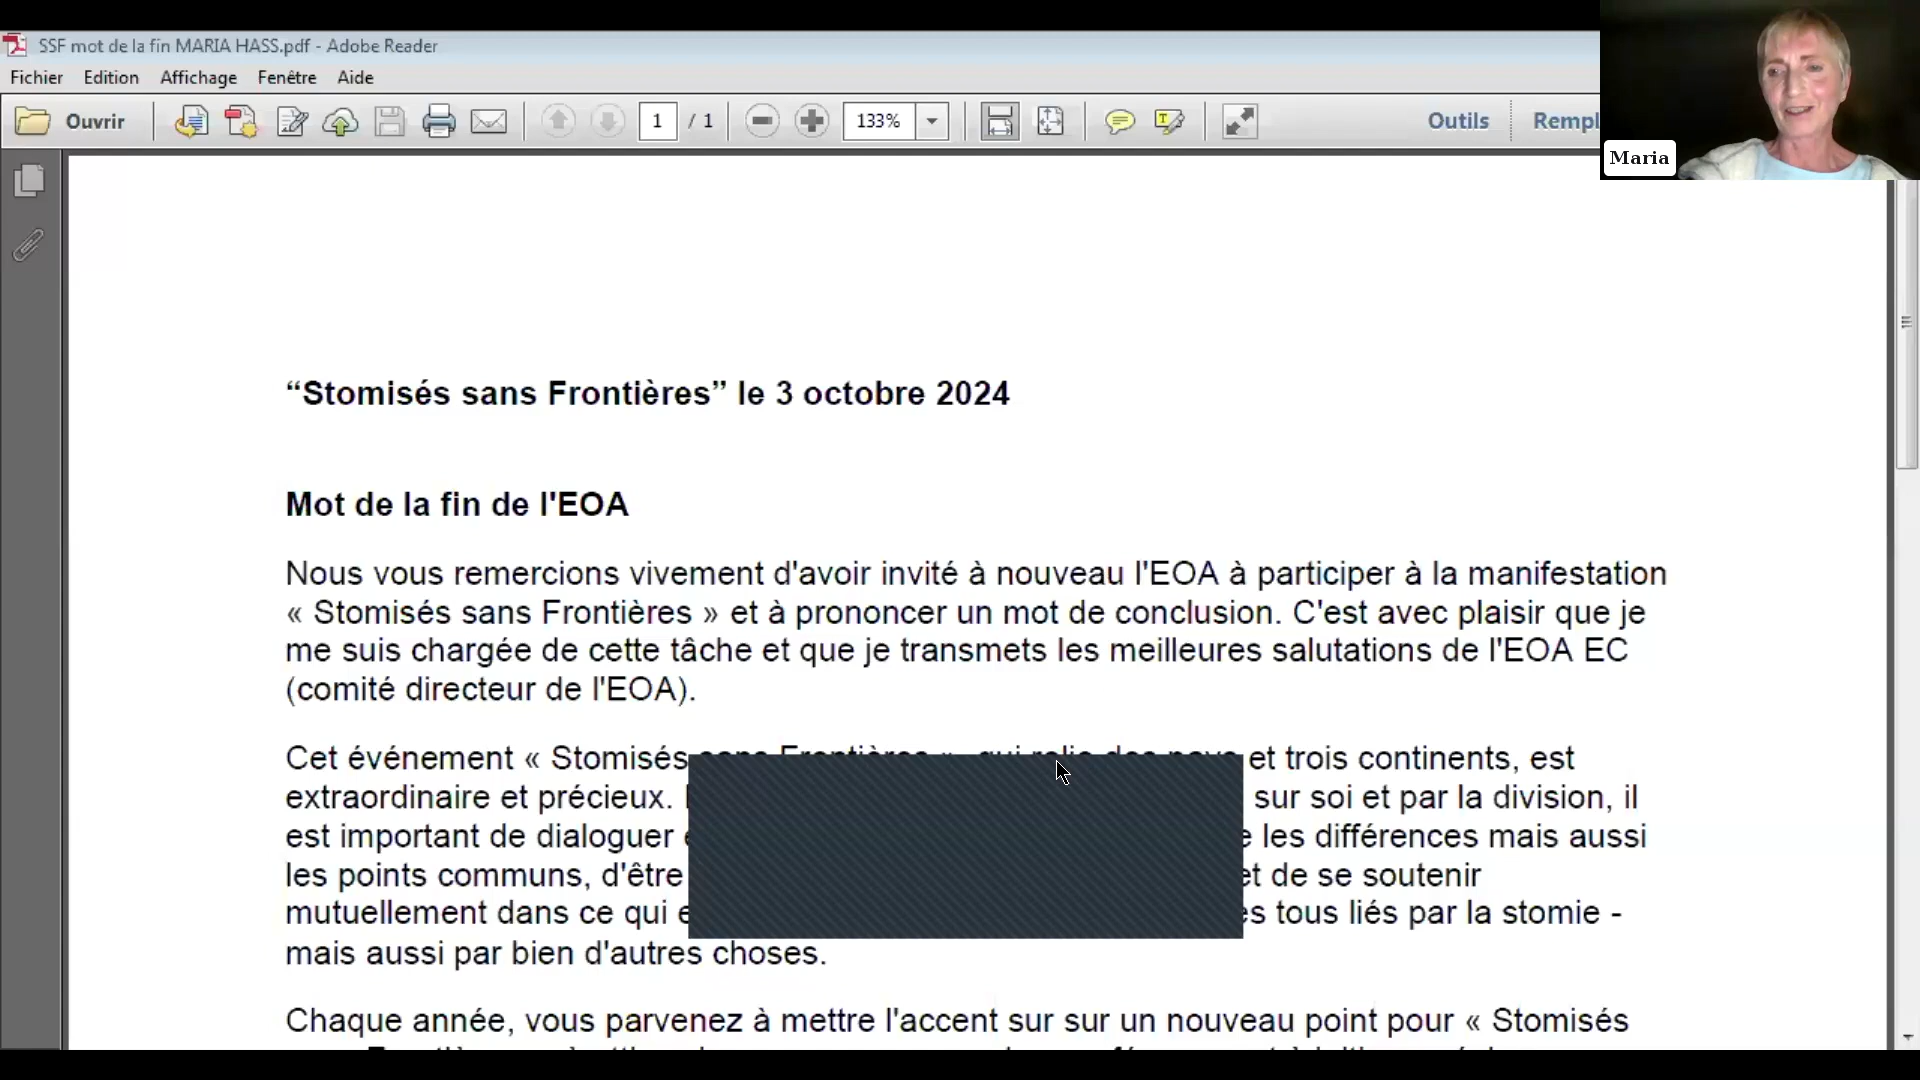 SSF mot de la fin MARIA HASS.pdf - Adobe Reader
Fichier Edition Affichage Fenêtre Aide
Ouvrir 1 / 1 133% Outils
Maria
“Stomisés sans Frontières” le 3 octobre 2024
Mot de la fin de l'EOA
Nous vous remercions vivement d'avoir invité à nouveau l'EOA à participer à la manifestation
« Stomisés sans Frontières » et à prononcer un mot de conclusion. C'est avec plaisir que je
me suis chargée de cette tâche et que je transmets les meilleures salutations de l'EOA EC
(comité directeur de l'EOA).
Cet événement « Stomisés sans Frontières », qui relie des pays et trois continents, est
extraordinaire et précieux. sur soi et par la division, il
est important de dialoguer les différences mais aussi
les points communs, d'être et de se soutenir
mutuellement dans ce qui tous liés par la stomie -
mais aussi par bien d'autres choses.
Chaque année, vous parvenez à mettre l'accent sur sur un nouveau point pour « Stomisés